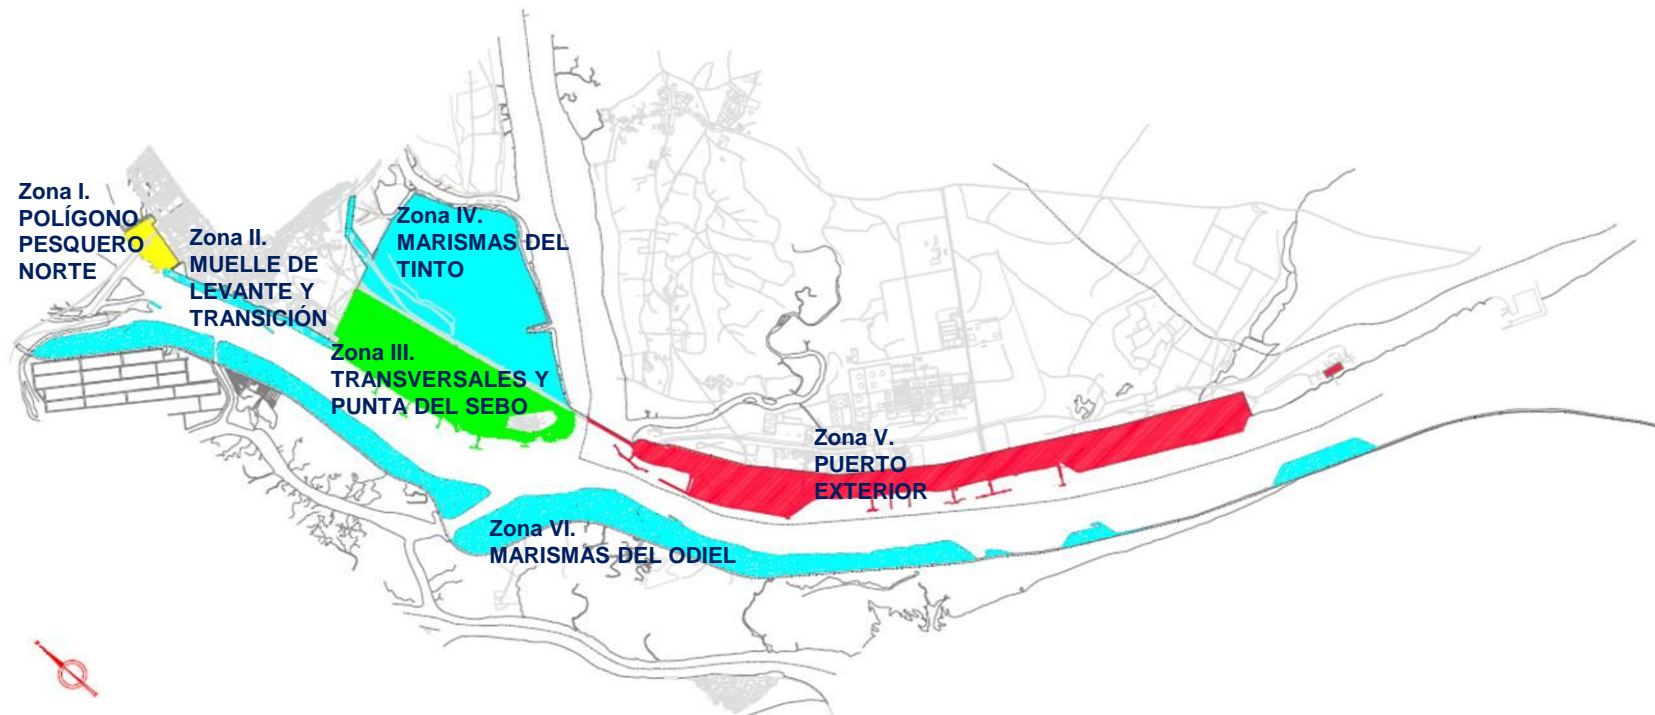 Zona I.
POLÍGONO
PESQUERO
NORTE
Zona II.
MUELLE DE
LEVANTE Y
TRANSICIÓN
Zona III.
TRANSVERSALES Y
PUNTA DEL SEBO
Zona IV.
MARISMAS DEL
TINTO
Zona V.
PUERTO
EXTERIOR
Zona VI.
MARISMAS DEL ODIEL